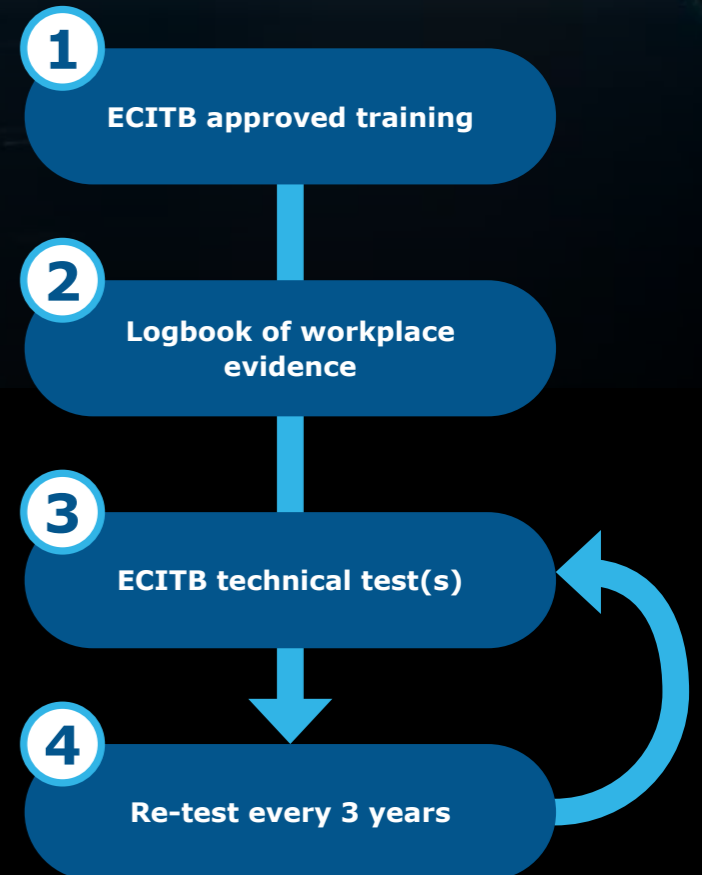 1
ECITB approved training
2
Logbook of workplace
evidence
3
ECITB technical test(s)
4
Re-test every 3 years